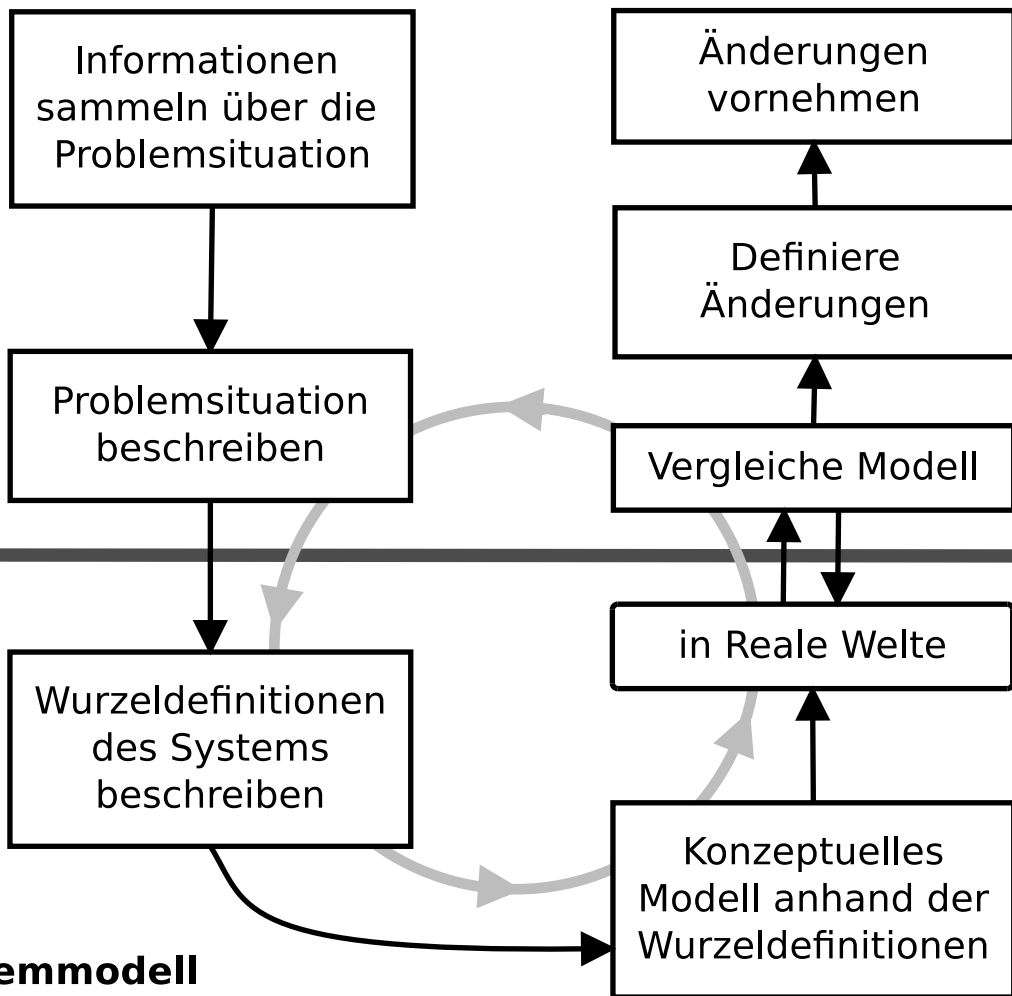 Informationen
sammeln über die
Problemsituation
Problemsituation
beschreiben
Wurzeldefinitionen
des Systems
beschreiben
Änderungen
vornehmen
Definiere
Änderungen
Vergleiche Modell
in Reale Welte
Konzeptuelles
Modell anhand der
Wurzeldefinitionen
emmodell